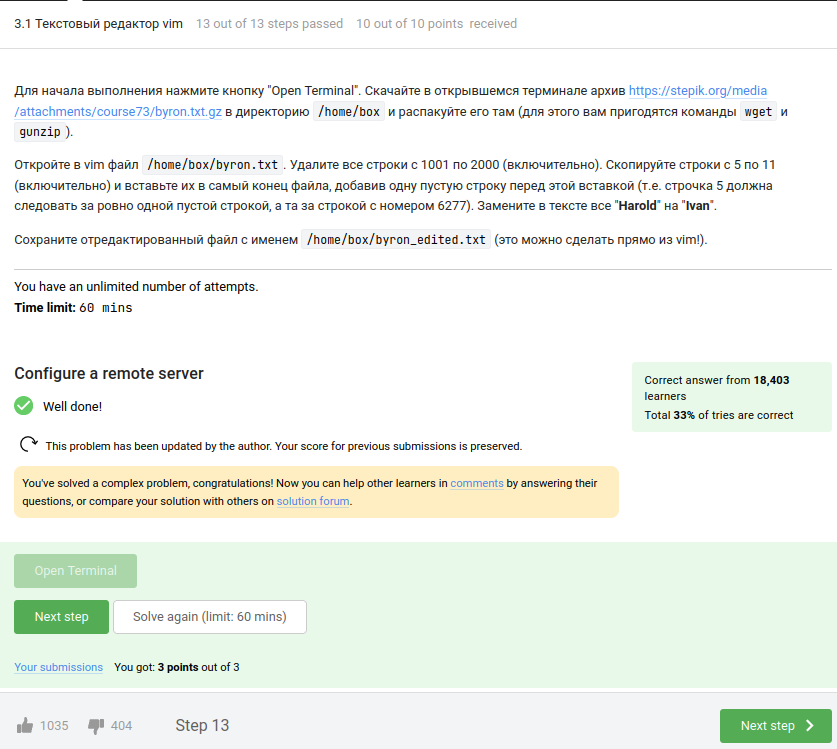 3.1 Текстовый редактор vim 13 out of 13 steps passed 10 out of 10 points received
Для начала выполнения нажмите кнопку "Open Terminal". Скачайте в открывшемся терминале архив https://stepik.org/media
/attachments/course73/byron.txt.gz в директорию /home/box и распакуйте его там (для этого вам пригодятся команды wget и
gunzip ).
Откройте в vim файл /home/box/byron.txt . Удалите все строки с 1001 по 2000 (включительно). Скопируйте строки с 5 по 11
(включительно) и вставьте их в самый конец файла, добавив одну пустую строку перед этой вставкой (т.е. строчка 5 должна
следовать за ровно одной пустой строкой, а та за строкой с номером 6277). Замените в тексте все "Harold" на "Ivan".
Сохраните отредактированный файл с именем /home/box/byron_edited.txt (это можно сделать прямо из vim!).
You have an unlimited number of attempts.
Time limit: 60 mins
Configure a remote server
Well done!
Correct answer from 18,403
learners
Total 33% of tries are correct
This problem has been updated by the author. Your score for previous submissions is preserved.
You've solved a complex problem, congratulations! Now you can help other learners in comments by answering their
questions, or compare your solution with others on solution forum.
Open Terminal
Next step Solve again (limit: 60 mins)
Your submissions You got: 3 points out of 3
1035 404 Step 13 Next step